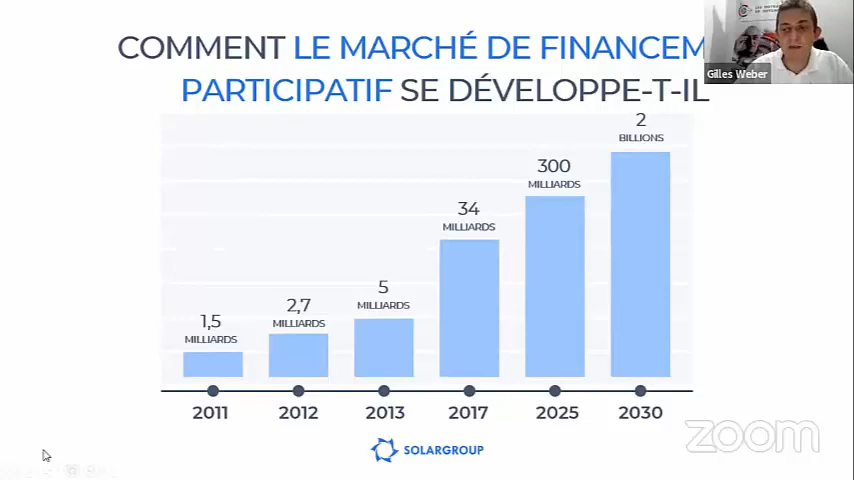 COMMENT LE MARCHÉ DE FINANCEM
PARTICIPATIF SE DÉVELOPPE-T-IL
Gilles Weber
2
BILLIONS
300
MILLIARDS
34
MILLIARDS
5
MILLIARDS
2,7
MILLIARDS
1,5
MILLIARDS
2011
2012
2013
2017
2025
2030
SOLARGROUP
zoom